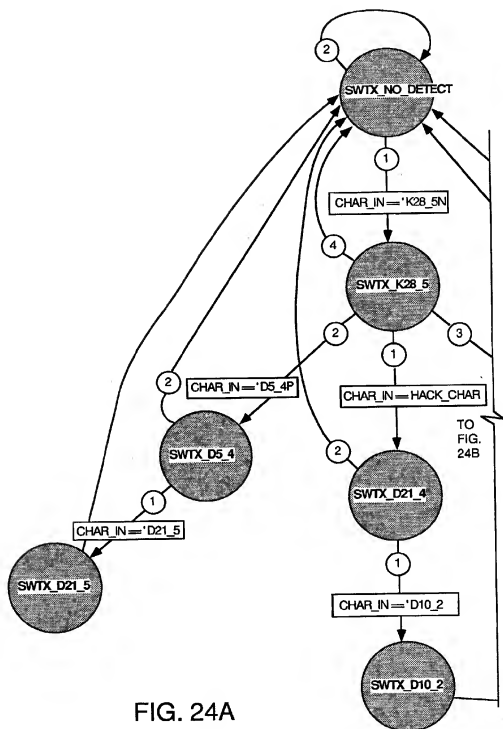 2
SWTX_NO_DETECT
1
CHAR_IN=='K28_5N
4
SWTX_K28_5
2
1
3
CHAR_IN=='D5_4P
CHAR_IN==HACK_CHAR
TO
FIG.
24B
2
SWTX_D5_4
2
SWTX_D21_4
1
CHAR_IN=='D21_5
1
SWTX_D21_5
CHAR_IN=='D10_2
SWTX_D10_2
FIG. 24A